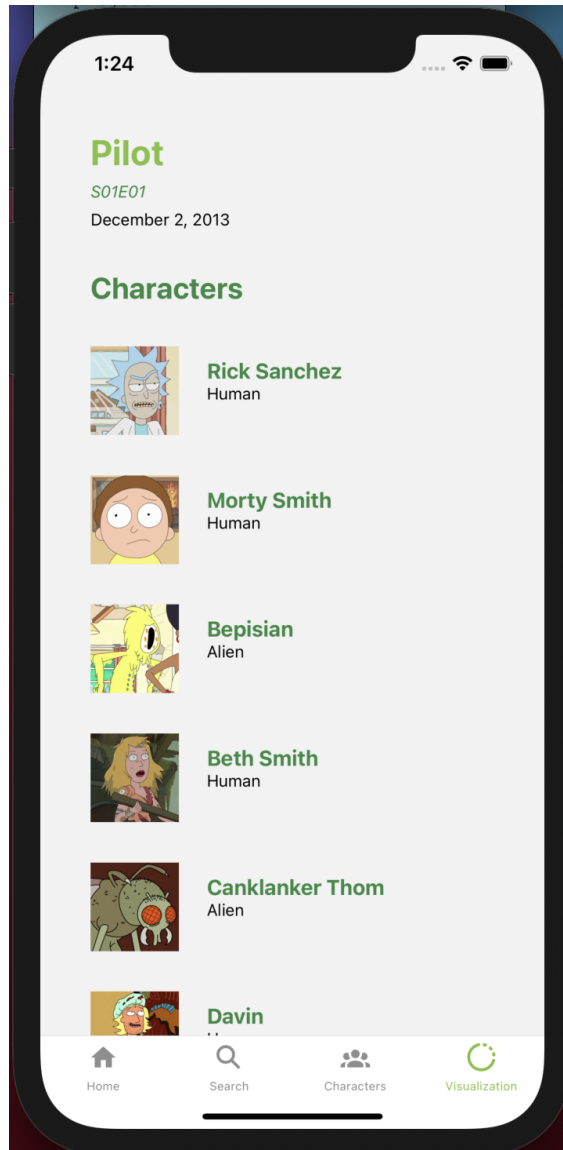 1:24
Pilot
S01E01
December 2, 2013
Characters
Rick Sanchez
Human
Morty Smith
Human
Bepisian
Alien
Beth Smith
Human
Canklanker Thom
Alien
Davin
Home
Search
Characters
Visualization